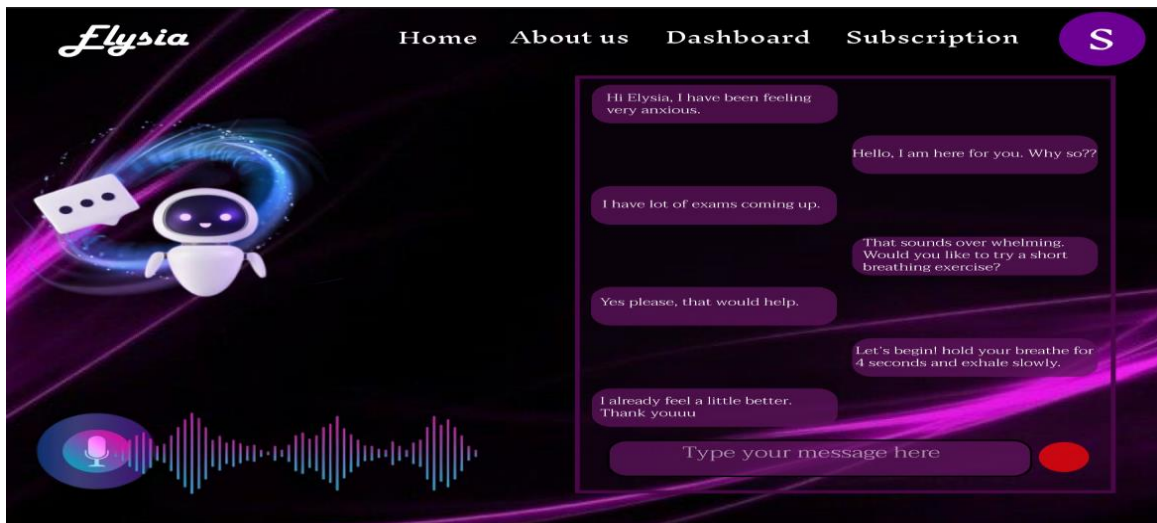 Elysia
Home About us Dashboard Subscription S
Hi Elysia, I have been feeling
very anxious.
Hello, I am here for you. Why so??
I have lot of exams coming up.
That sounds over whelming.
Would you like to try a short
breathing exercise?
Yes please, that would help.
Let's begin! hold your breathe for
4 seconds and exhale slowly.
I already feel a little better.
Thank youuu
Type your message here